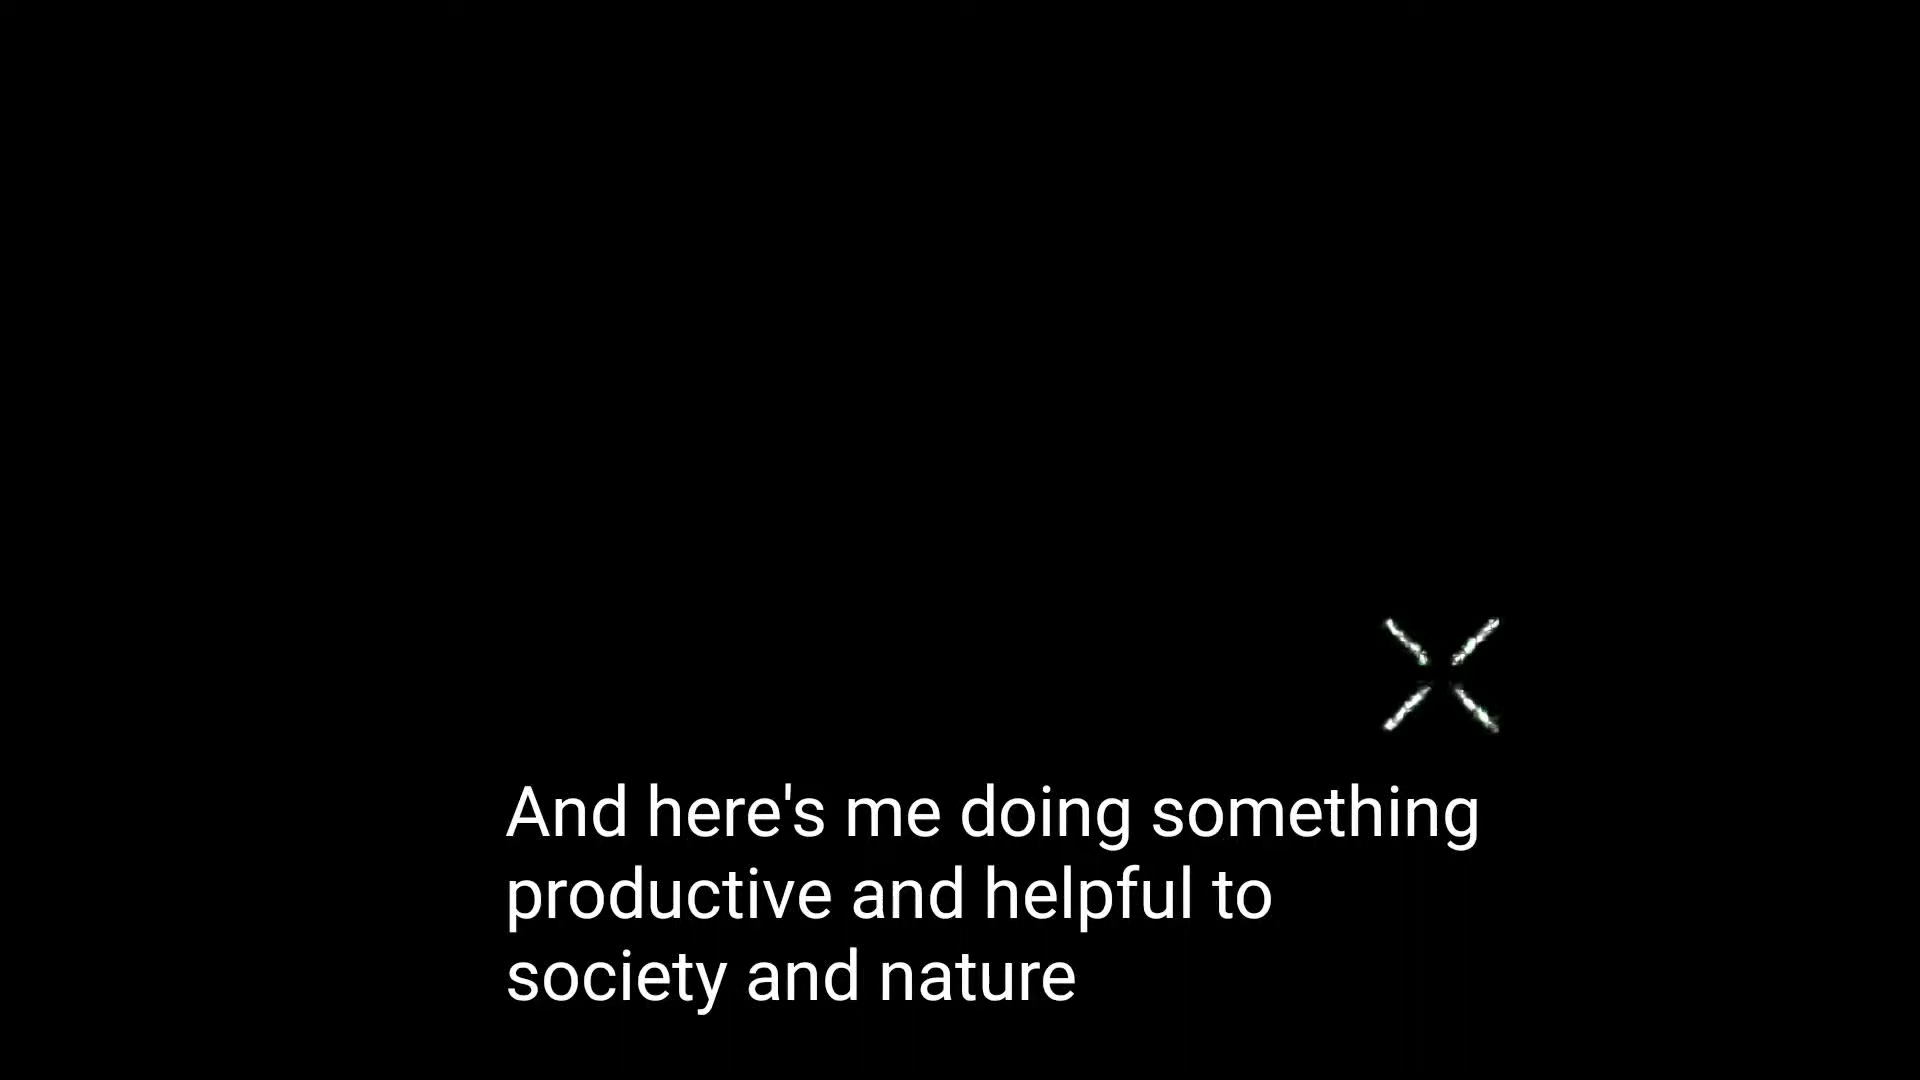 And here's me doing something
productive and helpful to
society and nature